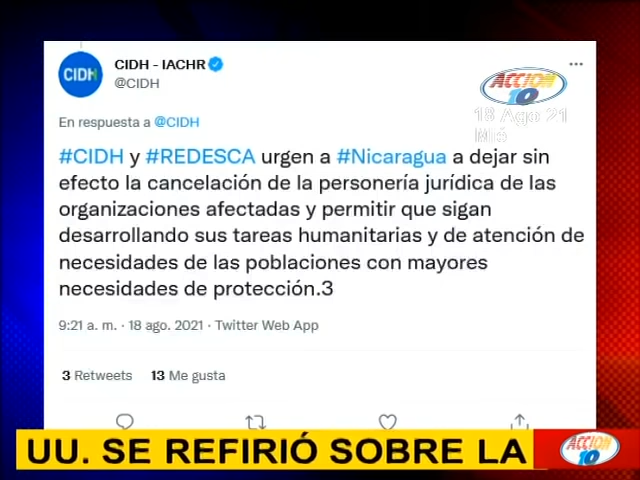 CIDH
CIDH - IACHR
@CIDH
En respuesta a @CIDH
ACCION
10
18 Ago 21
Mié
#CIDH y #REDESCA urgen a #Nicaragua a dejar sin
efecto la cancelación de la personería jurídica de las
organizaciones afectadas y permitir que sigan
desarrollando sus tareas humanitarias y de atención de
necesidades de las poblaciones con mayores
necesidades de protección.3
9:21 a. m. · 18 ago. 2021 · Twitter Web App
3 Retweets 13 Me gusta
UU. SE REFIRIÓ SOBRE LA
ACCION
10